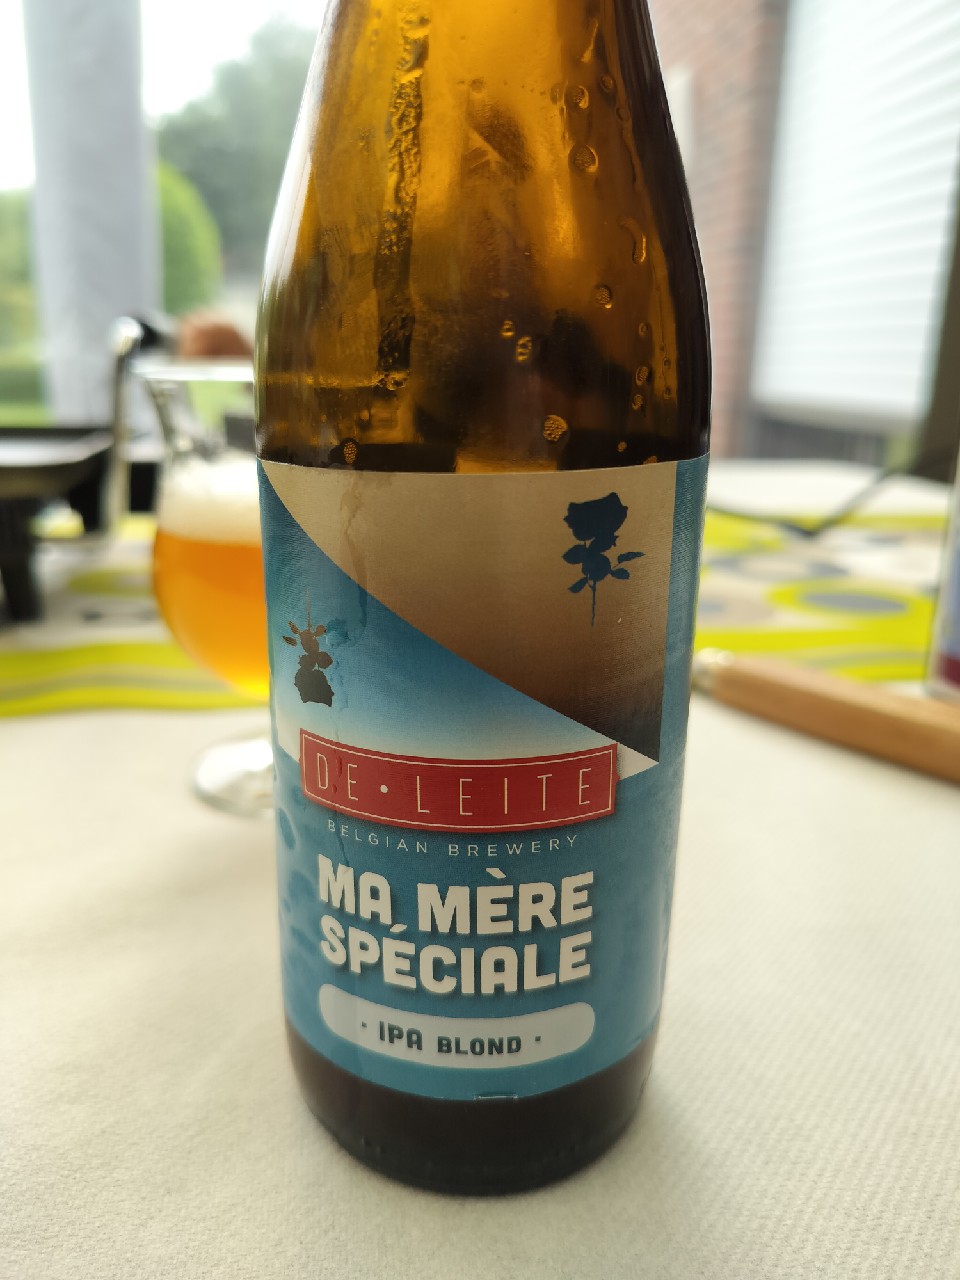 DE • LEITE
BELGIAN BREWERY
MA MÈRE
SPÉCIALE
· IPA BLOND ·